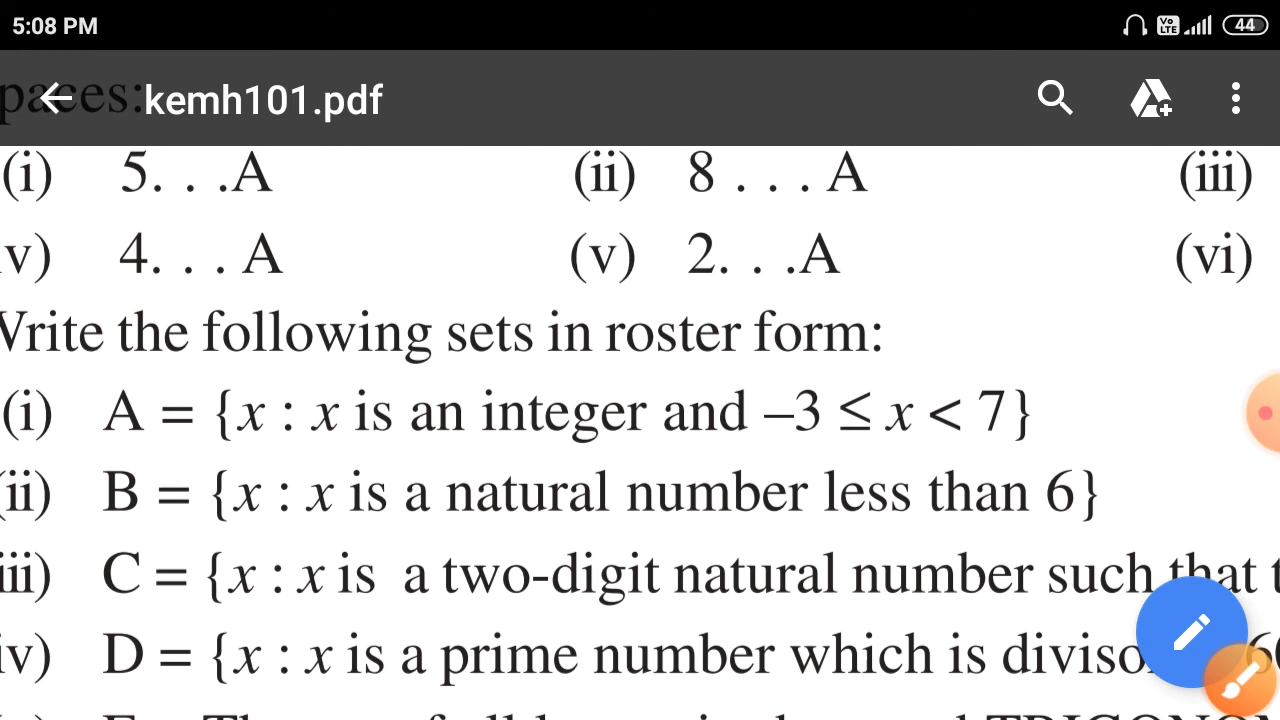 5:08 PM Vo LTE 44
kemh101.pdf
(i) 5. . .A (ii) 8 . . . A (iii)
v) 4. . . A (v) 2. . .A (vi)
Write the following sets in roster form:
(i) A = {x : x is an integer and –3 ≤ x < 7}
(ii) B = {x : x is a natural number less than 6}
iii) C = {x : x is a two-digit natural number such that
iv) D = {x : x is a prime number which is